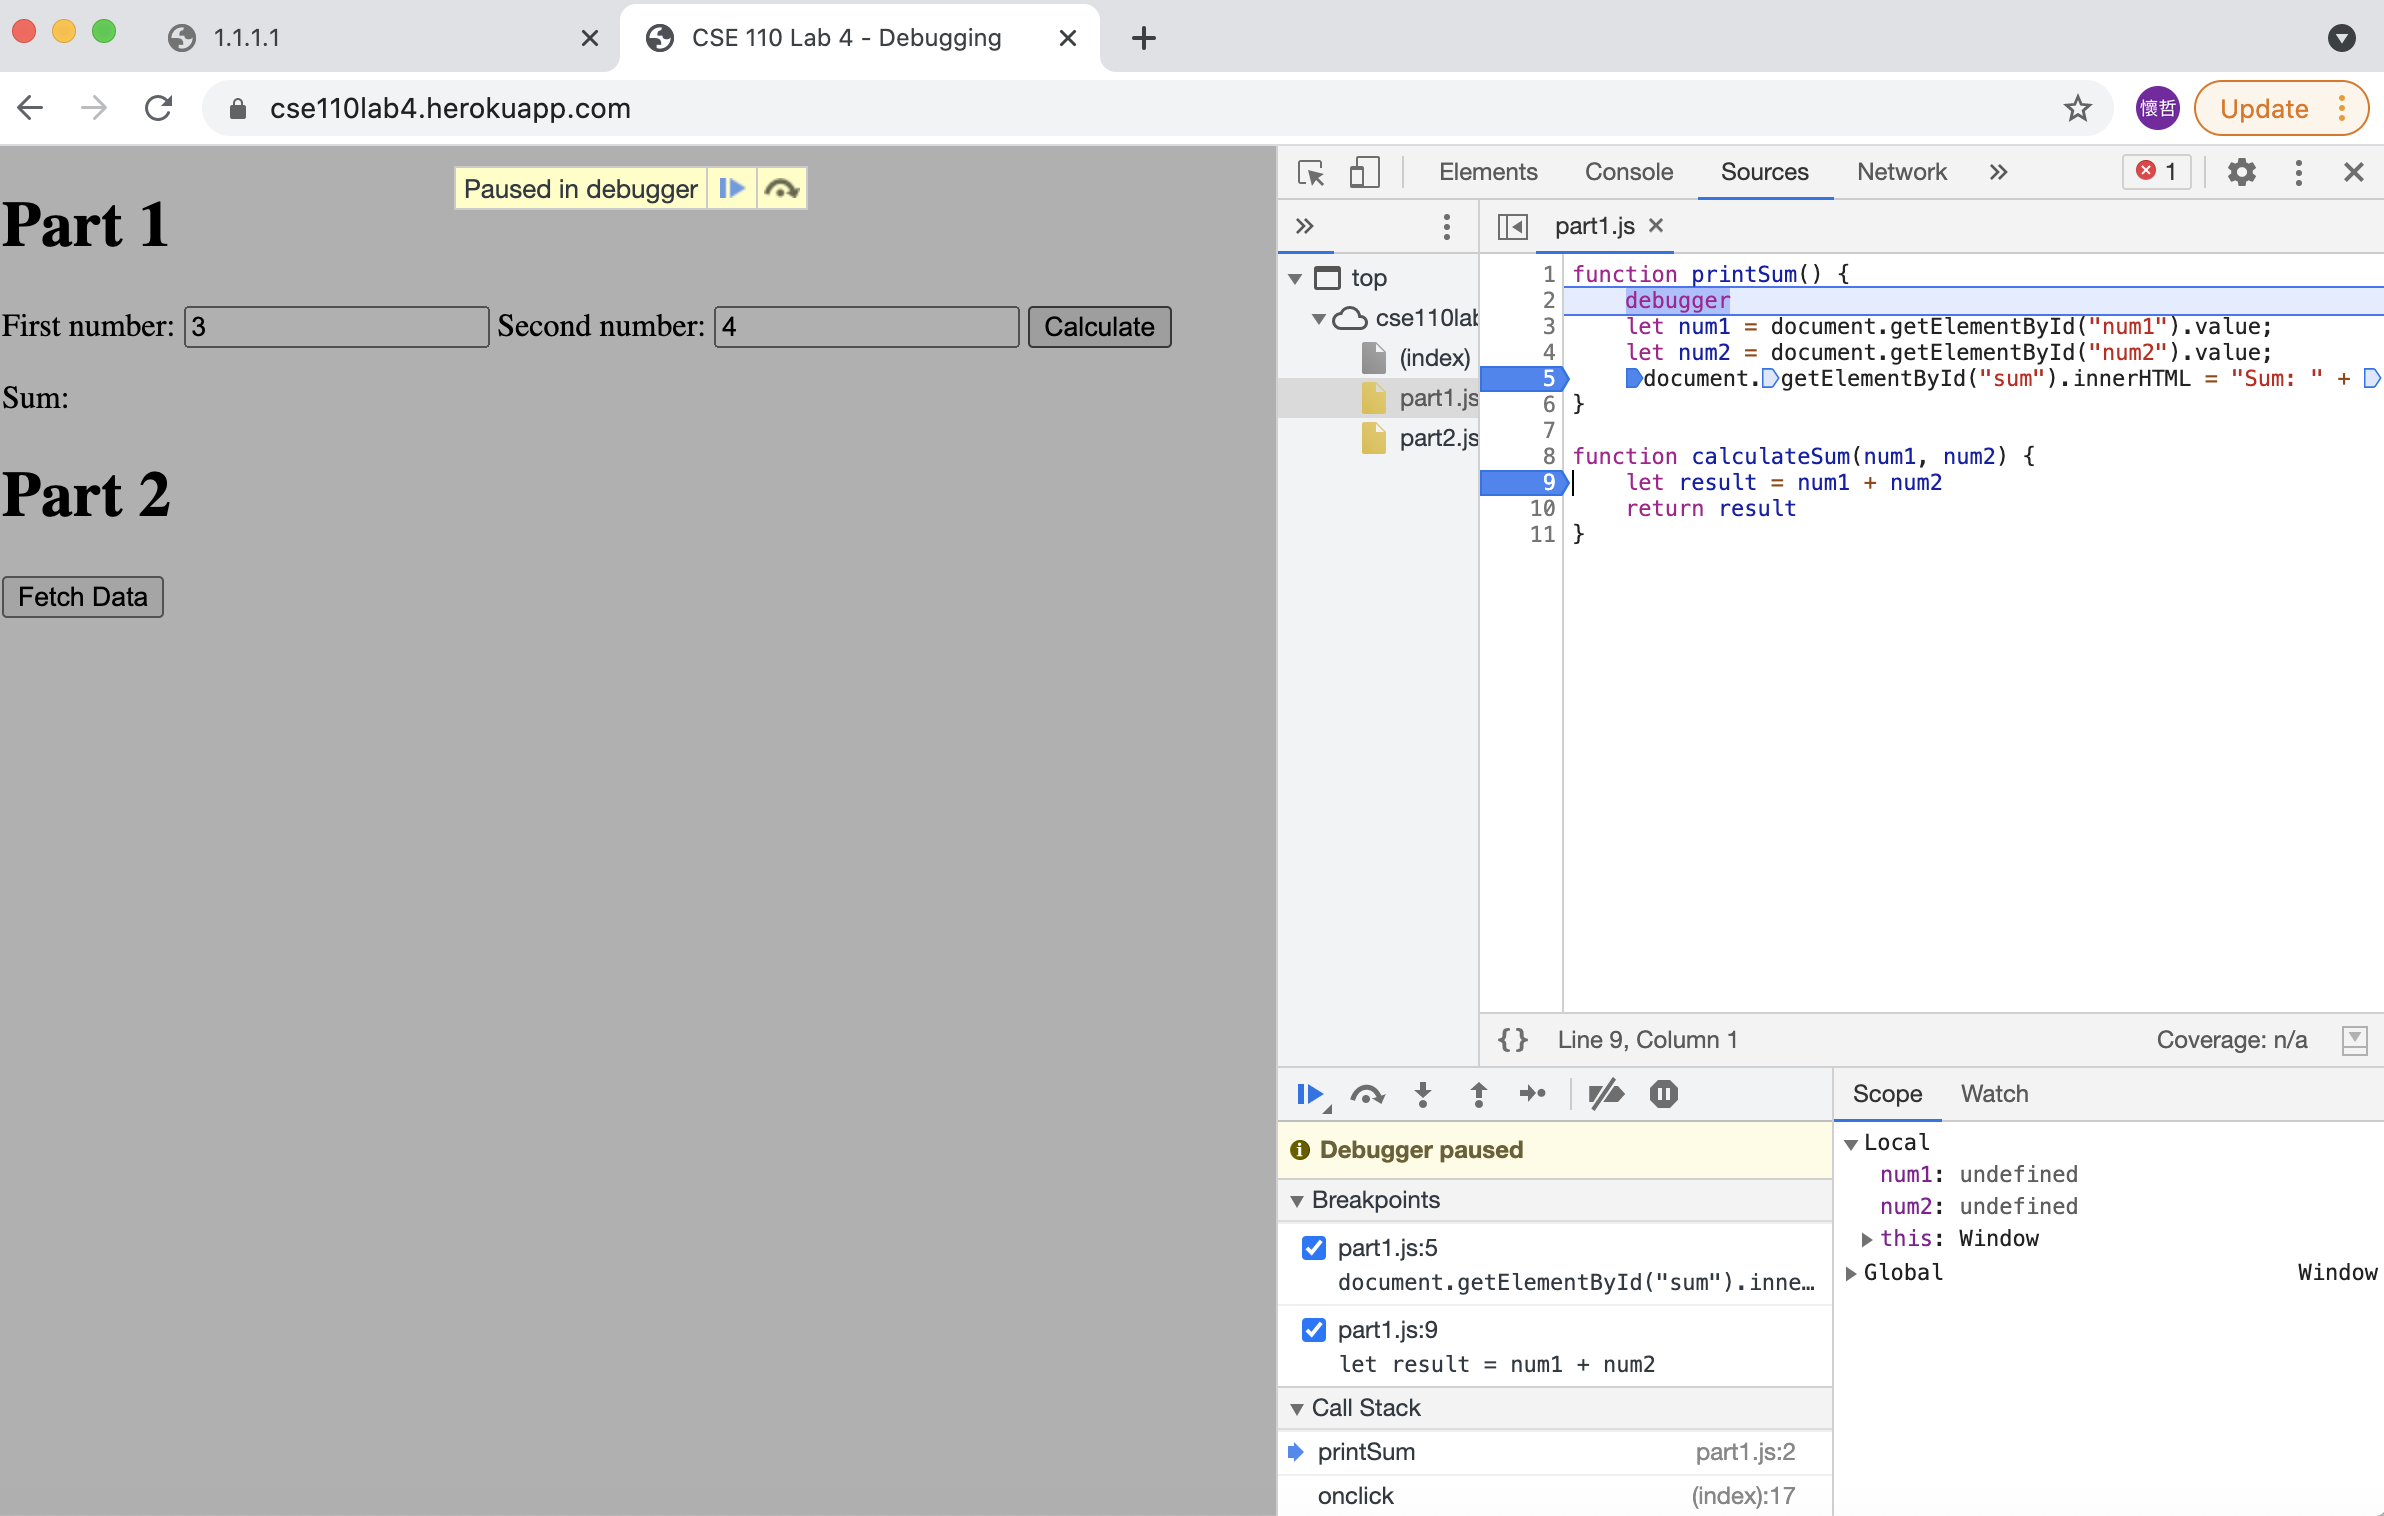 1.1.1.1
CSE 110 Lab 4 - Debugging
cse110lab4.herokuapp.com
懷哲
Update
Paused in debugger
Part 1
First number: 3 Second number: 4 Calculate
Sum:
Part 2
Fetch Data
Elements Console Sources Network 1
part1.js
top
cse110lab
(index)
part1.js
part2.js
1 function printSum() {
2 debugger
3 let num1 = document.getElementById("num1").value;
4 let num2 = document.getElementById("num2").value;
5 document.getElementById("sum").innerHTML = "Sum: " +
6 }
7
8 function calculateSum(num1, num2) {
9 let result = num1 + num2
10 return result
11 }
{} Line 9, Column 1 Coverage: n/a
Debugger paused
Breakpoints
part1.js:5
document.getElementById("sum").inne…
part1.js:9
let result = num1 + num2
Call Stack
printSum part1.js:2
onclick (index):17
Scope Watch
Local
num1: undefined
num2: undefined
this: Window
Global Window